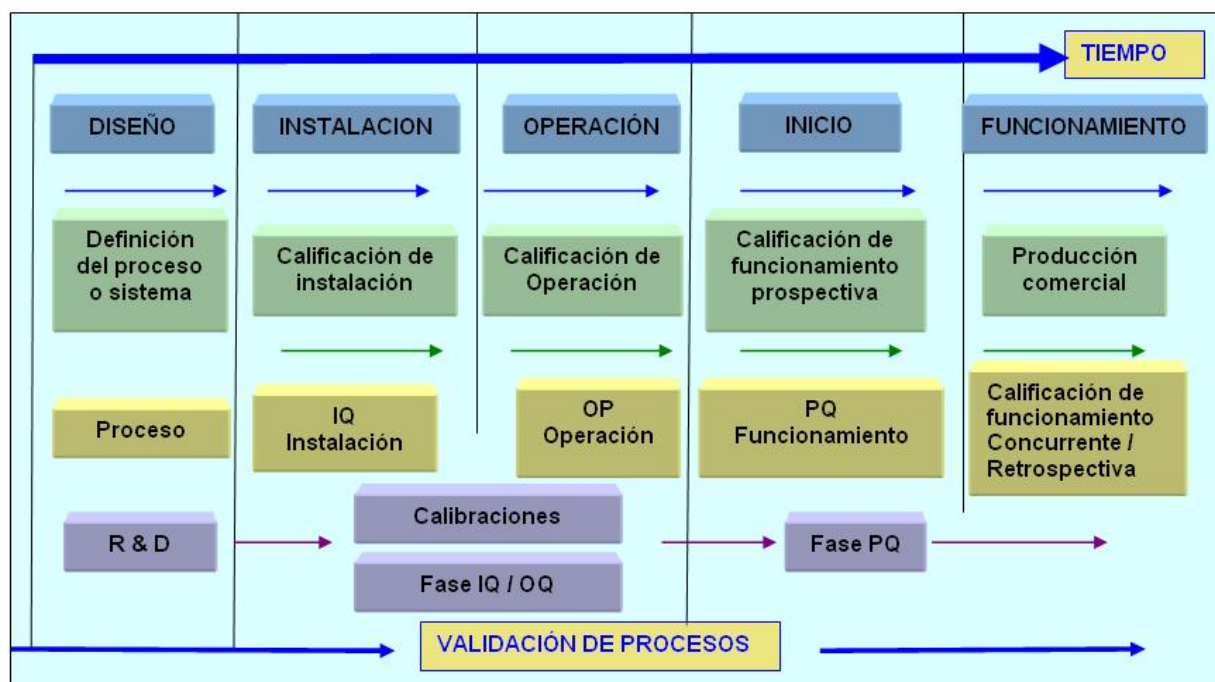 TIEMPO
DISEÑO
INSTALACION
OPERACIÓN
INICIO
FUNCIONAMIENTO
Definición
del proceso
o sistema
Calificación de
instalación
Calificación de
Operación
Calificación de
funcionamiento
prospectiva
Producción
comercial
Proceso
IQ
Instalación
OP
Operación
PQ
Funcionamiento
Calificación de
funcionamiento
Concurrente /
Retrospectiva
R & D
Calibraciones
Fase IQ / OQ
Fase PQ
VALIDACIÓN DE PROCESOS